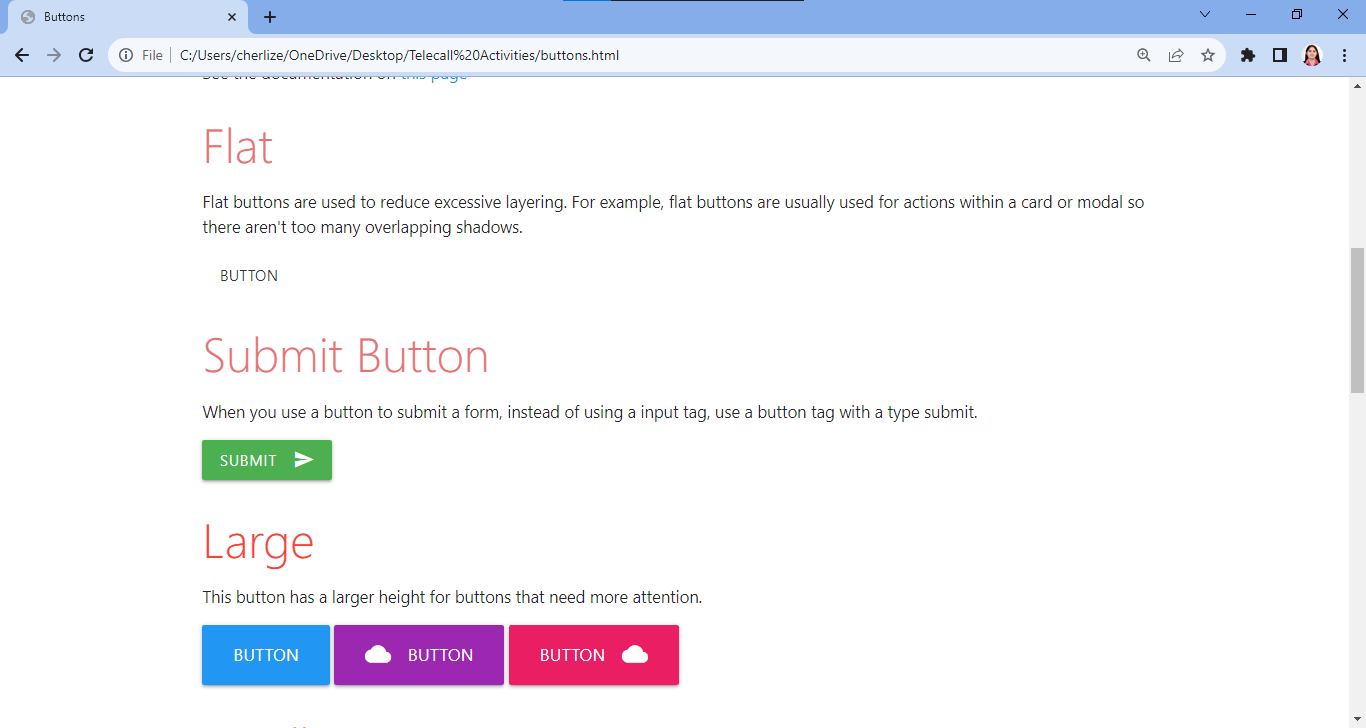 Buttons
File
C:/Users/cherlize/OneDrive/Desktop/Telecall%20Activities/buttons.html
See the documentation on this page
Flat
Flat buttons are used to reduce excessive layering. For example, flat buttons are usually used for actions within a card or modal so
there aren't too many overlapping shadows.
BUTTON
Submit Button
When you use a button to submit a form, instead of using a input tag, use a button tag with a type submit.
SUBMIT
Large
This button has a larger height for buttons that need more attention.
BUTTON BUTTON BUTTON